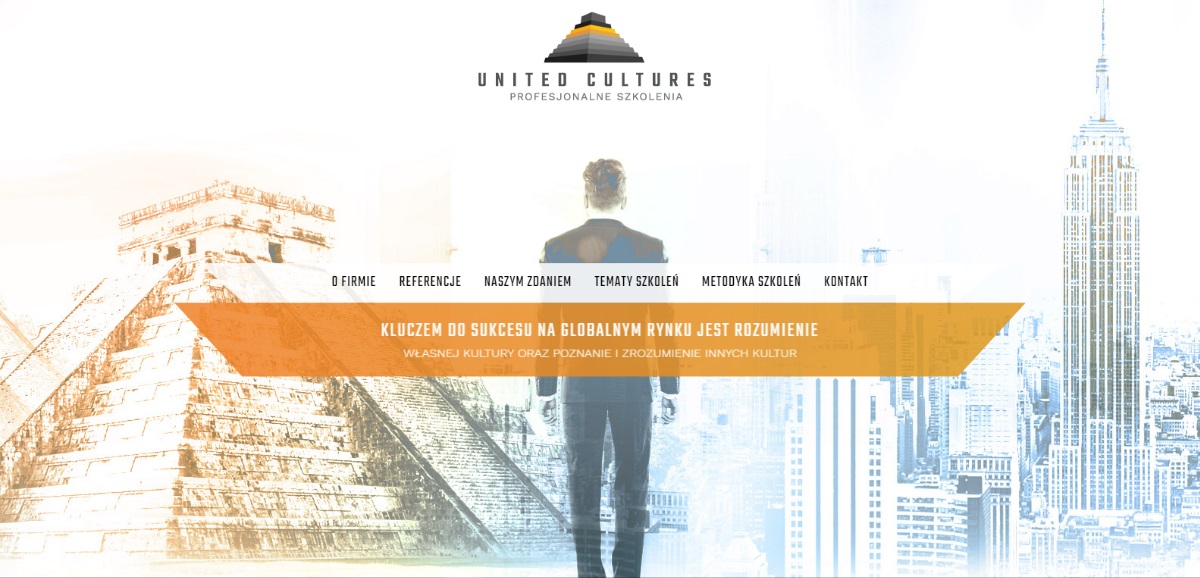 UNITED CULTURES
PROFESJONALNE SZKOLENIA
O FIRMIE REFERENCJE NASZYM ZDANIEM TEMATY SZKOLEŃ METODYKA SZKOLEŃ KONTAKT
KLUCZEM DO SUKCESU NA GLOBALNYM RYNKU JEST ROZUMIENIE
WŁASNEJ KULTURY ORAZ POZNANIE I ZROZUMIENIE INNYCH KULTUR